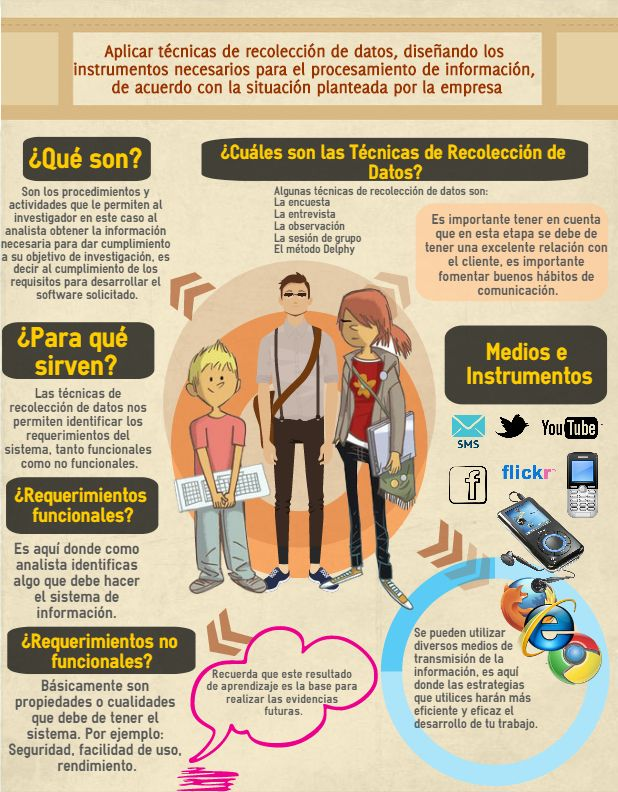 Aplicar técnicas de recolección de datos, diseñando los
instrumentos necesarios para el procesamiento de información,
de acuerdo con la situación planteada por la empresa
¿Qué son?
Son los procedimientos y
actividades que le permiten al
investigador en este caso al
analista obtener la información
necesaria para dar cumplimiento
a su objetivo de investigación, es
decir al cumplimiento de los
requisitos para desarrollar el
software solicitado.
¿Cuáles son las Técnicas de Recolección de
Datos?
Algunas técnicas de recolección de datos son:
La encuesta
La entrevista
La observación
La sesión de grupo
El método Delphy
Es importante tener en cuenta
que en esta etapa se debe de
tener una excelente relación con
el cliente, es importante
fomentar buenos hábitos de
comunicación.
¿Para qué
sirven?
Las técnicas de
recolección de datos nos
permiten identificar los
requerimientos del
sistema, tanto funcionales
como no funcionales.
Medios e
Instrumentos
SMS
YouTube
f
flickr
¿Requerimientos
funcionales?
Es aquí donde como
analista identificas
algo que debe hacer
el sistema de
información.
¿Requerimientos no
funcionales?
Básicamente son
propiedades o cualidades
que debe de tener el
sistema. Por ejemplo:
Seguridad, facilidad de uso,
rendimiento.
Recuerda que este resultado
de aprendizaje es la base para
realizar las evidencias
futuras.
Se pueden utilizar
diversos medios de
transmisión de la
información, es aquí
donde las estrategias
que utilices harán más
eficiente y eficaz el
desarrollo de tu trabajo.